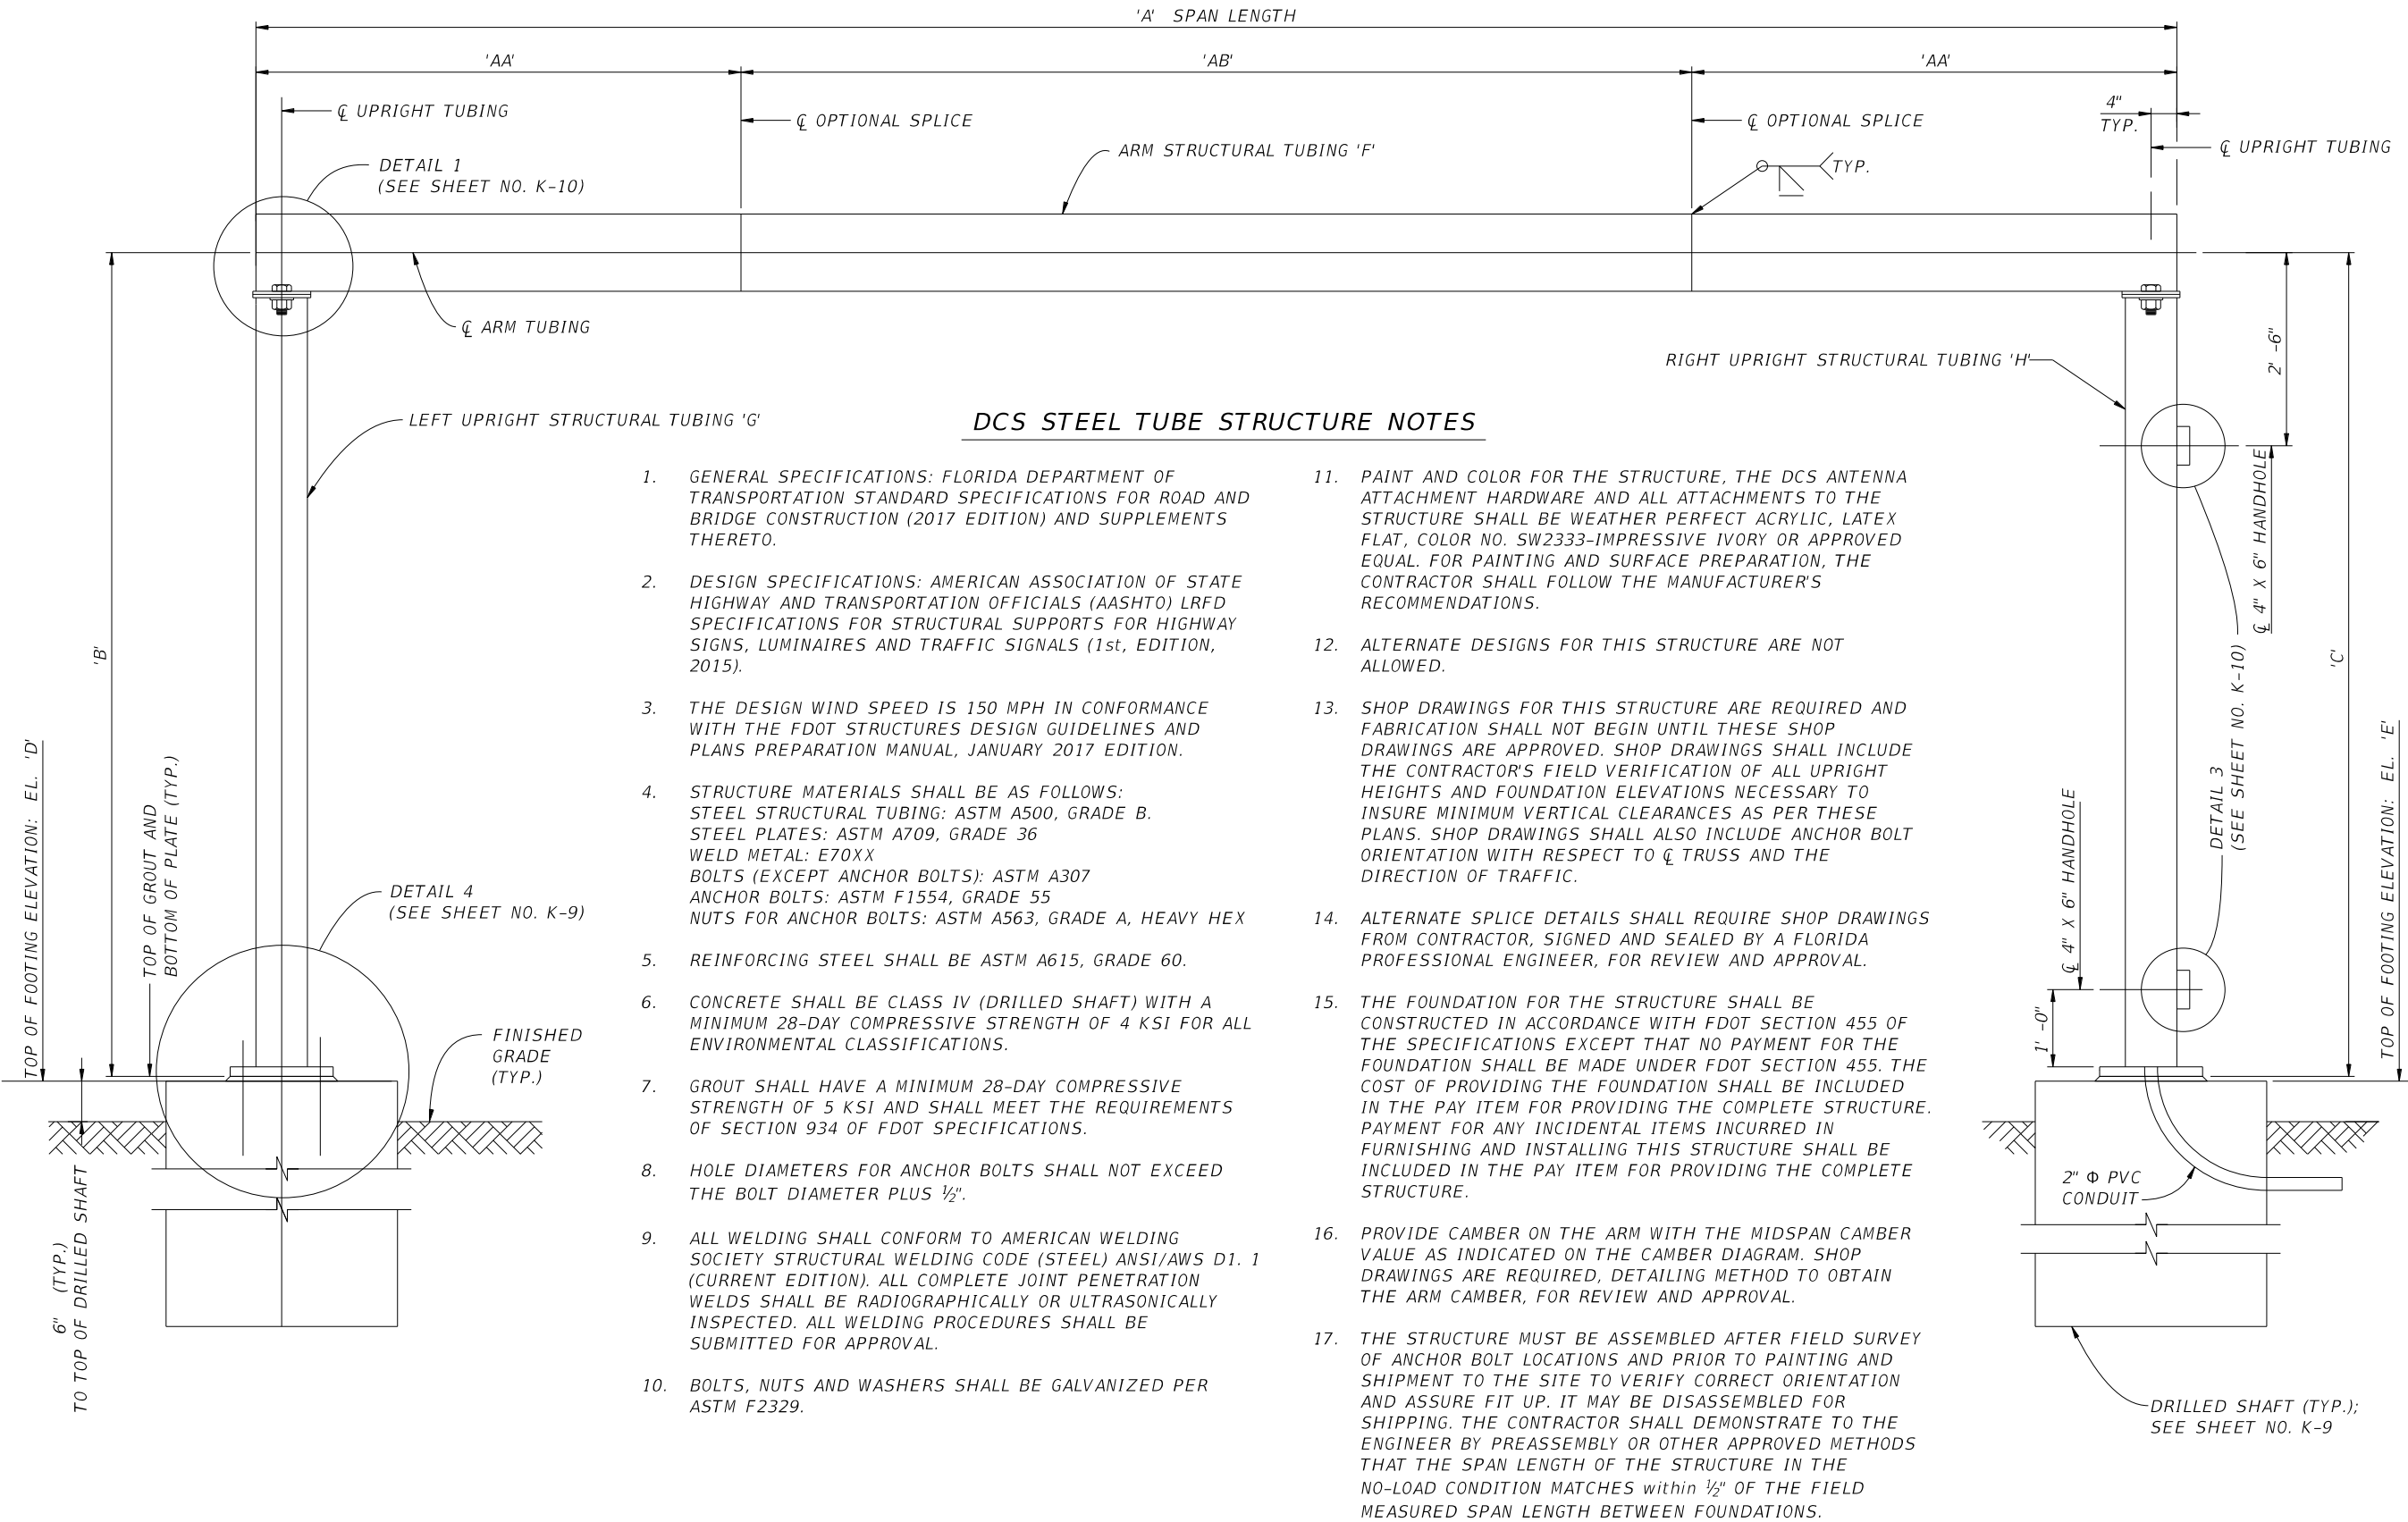 'A' SPAN LENGTH
'AA'
'AB'
'AA'
℄ UPRIGHT TUBING
℄ OPTIONAL SPLICE
℄ OPTIONAL SPLICE
4"
TYP.
℄ UPRIGHT TUBING
DETAIL 1
(SEE SHEET NO. K-10)
ARM STRUCTURAL TUBING 'F'
TYP.
℄ ARM TUBING
2' -6"
RIGHT UPRIGHT STRUCTURAL TUBING 'H'
LEFT UPRIGHT STRUCTURAL TUBING 'G'
℄ 4" X 6" HANDHOLE
'B'
'C'
DETAIL 3
(SEE SHEET NO. K-10)
TOP OF FOOTING ELEVATION: EL. 'D'
TOP OF GROUT AND
BOTTOM OF PLATE (TYP.)
℄ 4" X 6" HANDHOLE
TOP OF FOOTING ELEVATION: EL. 'E'
DETAIL 4
(SEE SHEET NO. K-9)
FINISHED
GRADE
(TYP.)
1' -0"
2" Φ PVC
CONDUIT
6" (TYP.)
TO TOP OF DRILLED SHAFT
DRILLED SHAFT (TYP.);
SEE SHEET NO. K-9
DCS STEEL TUBE STRUCTURE NOTES
1. GENERAL SPECIFICATIONS: FLORIDA DEPARTMENT OF
TRANSPORTATION STANDARD SPECIFICATIONS FOR ROAD AND
BRIDGE CONSTRUCTION (2017 EDITION) AND SUPPLEMENTS
THERETO.
2. DESIGN SPECIFICATIONS: AMERICAN ASSOCIATION OF STATE
HIGHWAY AND TRANSPORTATION OFFICIALS (AASHTO) LRFD
SPECIFICATIONS FOR STRUCTURAL SUPPORTS FOR HIGHWAY
SIGNS, LUMINAIRES AND TRAFFIC SIGNALS (1st, EDITION,
2015).
3. THE DESIGN WIND SPEED IS 150 MPH IN CONFORMANCE
WITH THE FDOT STRUCTURES DESIGN GUIDELINES AND
PLANS PREPARATION MANUAL, JANUARY 2017 EDITION.
4. STRUCTURE MATERIALS SHALL BE AS FOLLOWS:
STEEL STRUCTURAL TUBING: ASTM A500, GRADE B.
STEEL PLATES: ASTM A709, GRADE 36
WELD METAL: E70XX
BOLTS (EXCEPT ANCHOR BOLTS): ASTM A307
ANCHOR BOLTS: ASTM F1554, GRADE 55
NUTS FOR ANCHOR BOLTS: ASTM A563, GRADE A, HEAVY HEX
5. REINFORCING STEEL SHALL BE ASTM A615, GRADE 60.
6. CONCRETE SHALL BE CLASS IV (DRILLED SHAFT) WITH A
MINIMUM 28-DAY COMPRESSIVE STRENGTH OF 4 KSI FOR ALL
ENVIRONMENTAL CLASSIFICATIONS.
7. GROUT SHALL HAVE A MINIMUM 28-DAY COMPRESSIVE
STRENGTH OF 5 KSI AND SHALL MEET THE REQUIREMENTS
OF SECTION 934 OF FDOT SPECIFICATIONS.
8. HOLE DIAMETERS FOR ANCHOR BOLTS SHALL NOT EXCEED
THE BOLT DIAMETER PLUS ½".
9. ALL WELDING SHALL CONFORM TO AMERICAN WELDING
SOCIETY STRUCTURAL WELDING CODE (STEEL) ANSI/AWS D1. 1
(CURRENT EDITION). ALL COMPLETE JOINT PENETRATION
WELDS SHALL BE RADIOGRAPHICALLY OR ULTRASONICALLY
INSPECTED. ALL WELDING PROCEDURES SHALL BE
SUBMITTED FOR APPROVAL.
10. BOLTS, NUTS AND WASHERS SHALL BE GALVANIZED PER
ASTM F2329.
11. PAINT AND COLOR FOR THE STRUCTURE, THE DCS ANTENNA
ATTACHMENT HARDWARE AND ALL ATTACHMENTS TO THE
STRUCTURE SHALL BE WEATHER PERFECT ACRYLIC, LATEX
FLAT, COLOR NO. SW2333-IMPRESSIVE IVORY OR APPROVED
EQUAL. FOR PAINTING AND SURFACE PREPARATION, THE
CONTRACTOR SHALL FOLLOW THE MANUFACTURER'S
RECOMMENDATIONS.
12. ALTERNATE DESIGNS FOR THIS STRUCTURE ARE NOT
ALLOWED.
13. SHOP DRAWINGS FOR THIS STRUCTURE ARE REQUIRED AND
FABRICATION SHALL NOT BEGIN UNTIL THESE SHOP
DRAWINGS ARE APPROVED. SHOP DRAWINGS SHALL INCLUDE
THE CONTRACTOR'S FIELD VERIFICATION OF ALL UPRIGHT
HEIGHTS AND FOUNDATION ELEVATIONS NECESSARY TO
INSURE MINIMUM VERTICAL CLEARANCES AS PER THESE
PLANS. SHOP DRAWINGS SHALL ALSO INCLUDE ANCHOR BOLT
ORIENTATION WITH RESPECT TO ℄ TRUSS AND THE
DIRECTION OF TRAFFIC.
14. ALTERNATE SPLICE DETAILS SHALL REQUIRE SHOP DRAWINGS
FROM CONTRACTOR, SIGNED AND SEALED BY A FLORIDA
PROFESSIONAL ENGINEER, FOR REVIEW AND APPROVAL.
15. THE FOUNDATION FOR THE STRUCTURE SHALL BE
CONSTRUCTED IN ACCORDANCE WITH FDOT SECTION 455 OF
THE SPECIFICATIONS EXCEPT THAT NO PAYMENT FOR THE
FOUNDATION SHALL BE MADE UNDER FDOT SECTION 455. THE
COST OF PROVIDING THE FOUNDATION SHALL BE INCLUDED
IN THE PAY ITEM FOR PROVIDING THE COMPLETE STRUCTURE.
PAYMENT FOR ANY INCIDENTAL ITEMS INCURRED IN
FURNISHING AND INSTALLING THIS STRUCTURE SHALL BE
INCLUDED IN THE PAY ITEM FOR PROVIDING THE COMPLETE
STRUCTURE.
16. PROVIDE CAMBER ON THE ARM WITH THE MIDSPAN CAMBER
VALUE AS INDICATED ON THE CAMBER DIAGRAM. SHOP
DRAWINGS ARE REQUIRED, DETAILING METHOD TO OBTAIN
THE ARM CAMBER, FOR REVIEW AND APPROVAL.
17. THE STRUCTURE MUST BE ASSEMBLED AFTER FIELD SURVEY
OF ANCHOR BOLT LOCATIONS AND PRIOR TO PAINTING AND
SHIPMENT TO THE SITE TO VERIFY CORRECT ORIENTATION
AND ASSURE FIT UP. IT MAY BE DISASSEMBLED FOR
SHIPPING. THE CONTRACTOR SHALL DEMONSTRATE TO THE
ENGINEER BY PREASSEMBLY OR OTHER APPROVED METHODS
THAT THE SPAN LENGTH OF THE STRUCTURE IN THE
NO-LOAD CONDITION MATCHES within ½" OF THE FIELD
MEASURED SPAN LENGTH BETWEEN FOUNDATIONS.